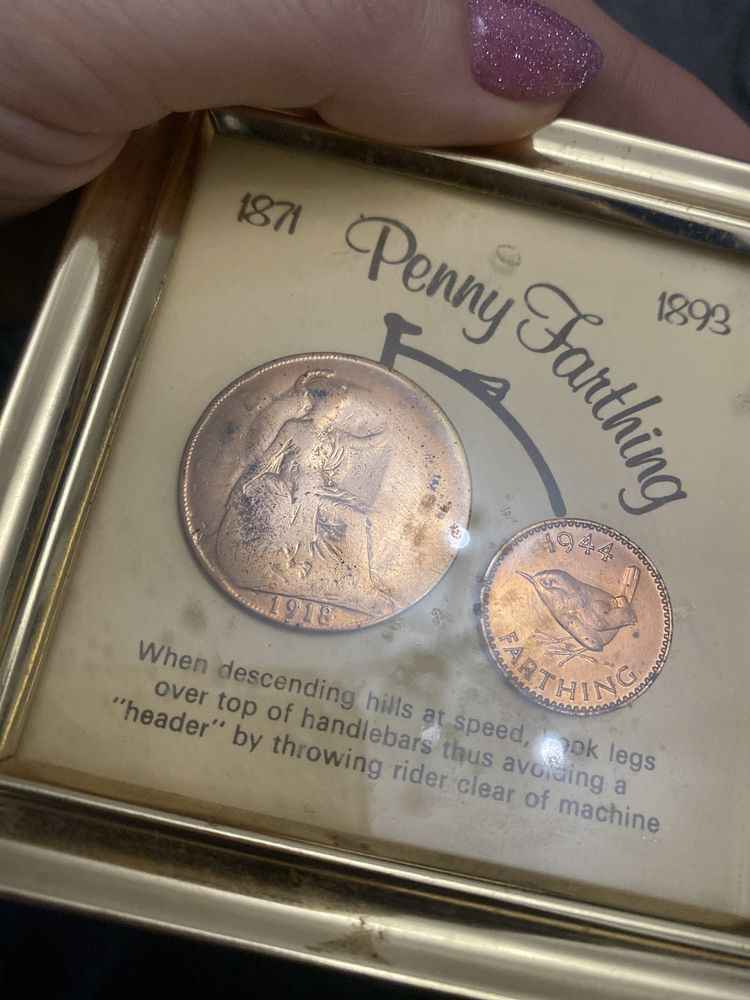 1871
Penny Farthing
1893
1918
1944
FARTHING
When descending hills at speed, legs
over top of handlebars thus avoiding a
"header" by throwing rider clear of machine